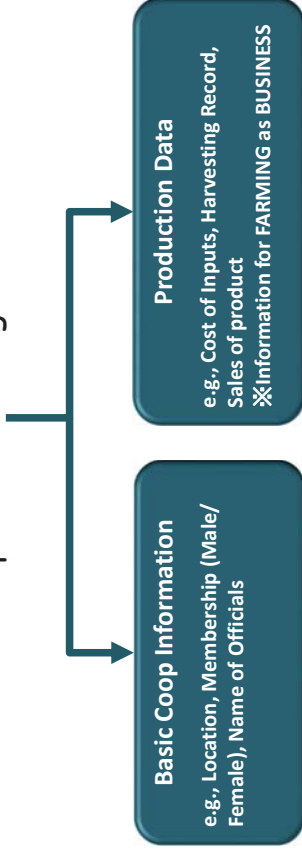 Basic Coop Information
e.g., Location, Membership (Male/
Female), Name of Officials
Production Data
e.g., Cost of Inputs, Harvesting Record,
Sales of product
※Information for FARMING as BUSINESS